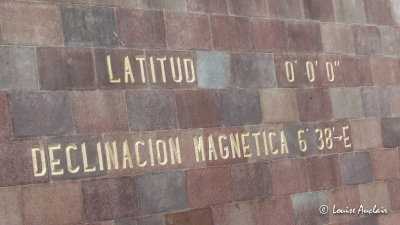 LATITUD 0° 0' 0"
DECLINACION MAGNETICA 6° 38'-E
© Louise Auclair